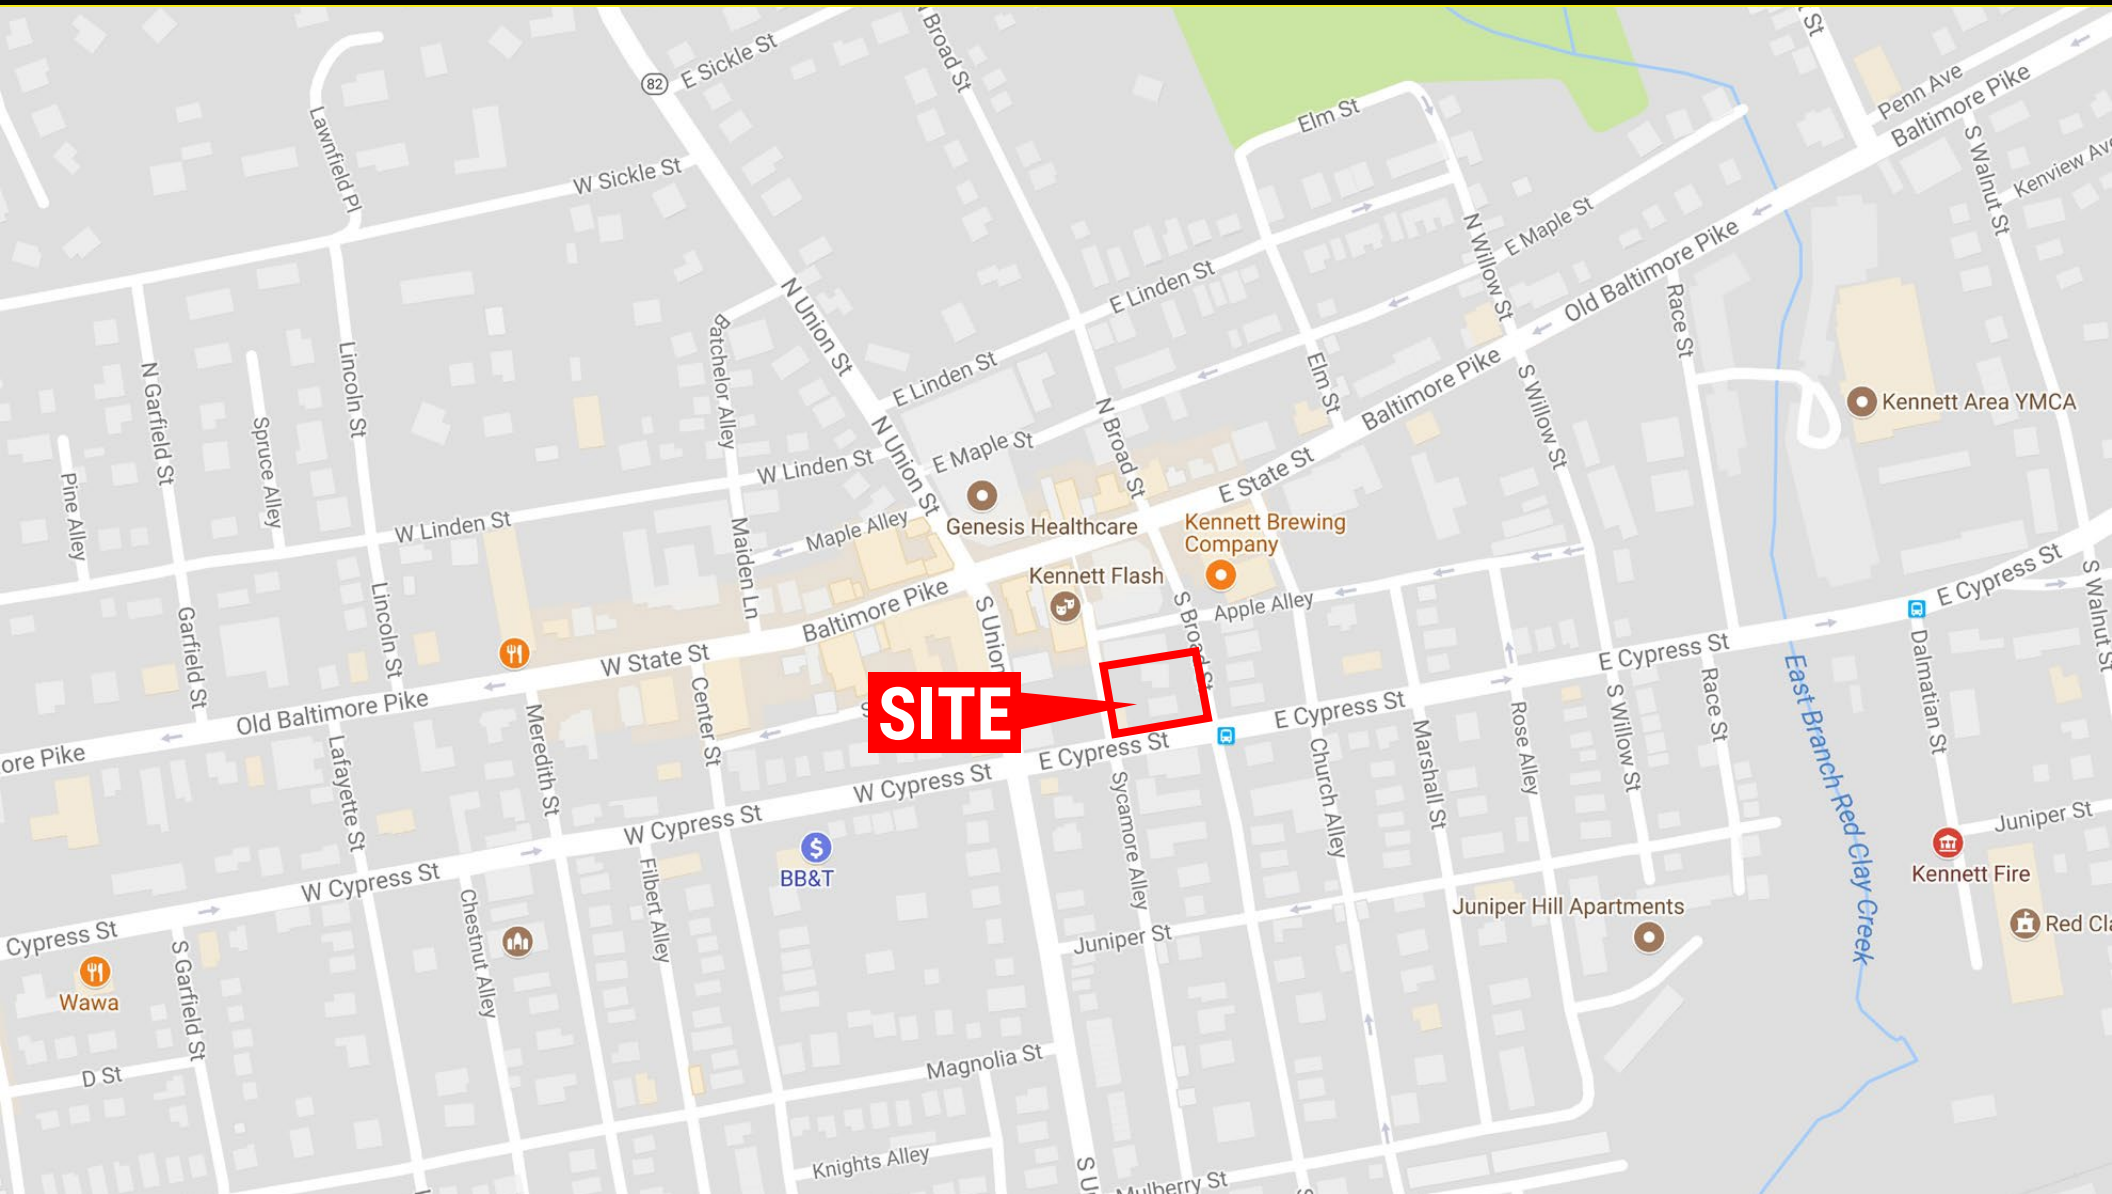 St
N Broad St
E Sickle St
82
Penn Ave
Baltimore Pike
Lawnfield Pl
Elm St
S Walnut St
Kenview Ave
W Sickle St
N Willow St
E Maple St
Old Baltimore Pike
E Linden St
Race St
N Union St
Batchelor Alley
Lincoln St
N Garfield St
E Linden St
Elm St
Baltimore Pike
S Willow St
Kennett Area YMCA
Spruce Alley
Pine Alley
N Union St
E Maple St
N Broad St
W Linden St
E State St
Genesis Healthcare
Kennett Brewing
Company
W Linden St
Maiden Ln
Maple Alley
Kennett Flash
S Broad St
Apple Alley
E Cypress St
S Walnut St
Lincoln St
Garfield St
Baltimore Pike
S Union
W State St
E Cypress St
Dalmatian St
East Branch Red Clay Creek
SITE
Center St
Old Baltimore Pike
Meredith St
E Cypress St
Race St
S Willow St
Rose Alley
Marshall St
Church Alley
ore Pike
Lafayette St
E Cypress St
W Cypress St
Sycamore Alley
W Cypress St
Juniper St
BB&T
Filbert Alley
Kennett Fire
W Cypress St
Chestnut Alley
Juniper Hill Apartments
Cypress St
Juniper St
Red Cla
S Garfield St
Wawa
Magnolia St
D St
Knights Alley
S U
Mulberry St